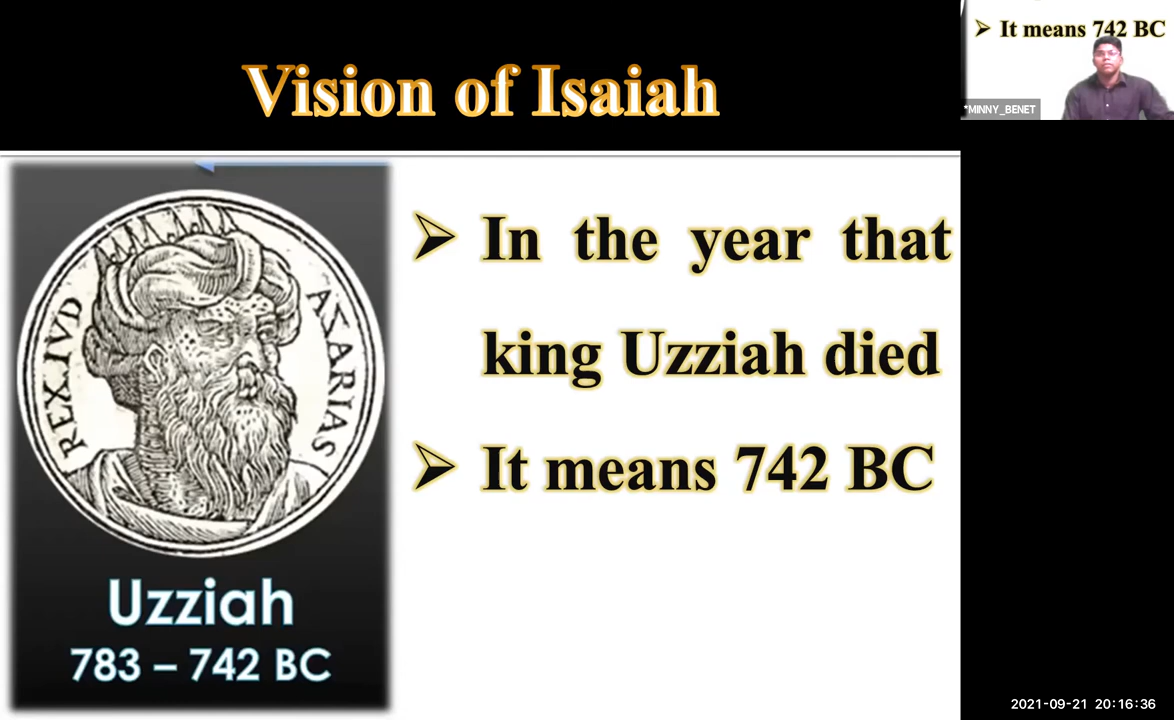 Vision of Isaiah
REX.IVD
AZARIAS
Uzziah
783 – 742 BC
➢ In the year that
king Uzziah died
➢ It means 742 BC
➢ It means 742 BC
*MINNY_BENET
2021-09-21 20:16:36